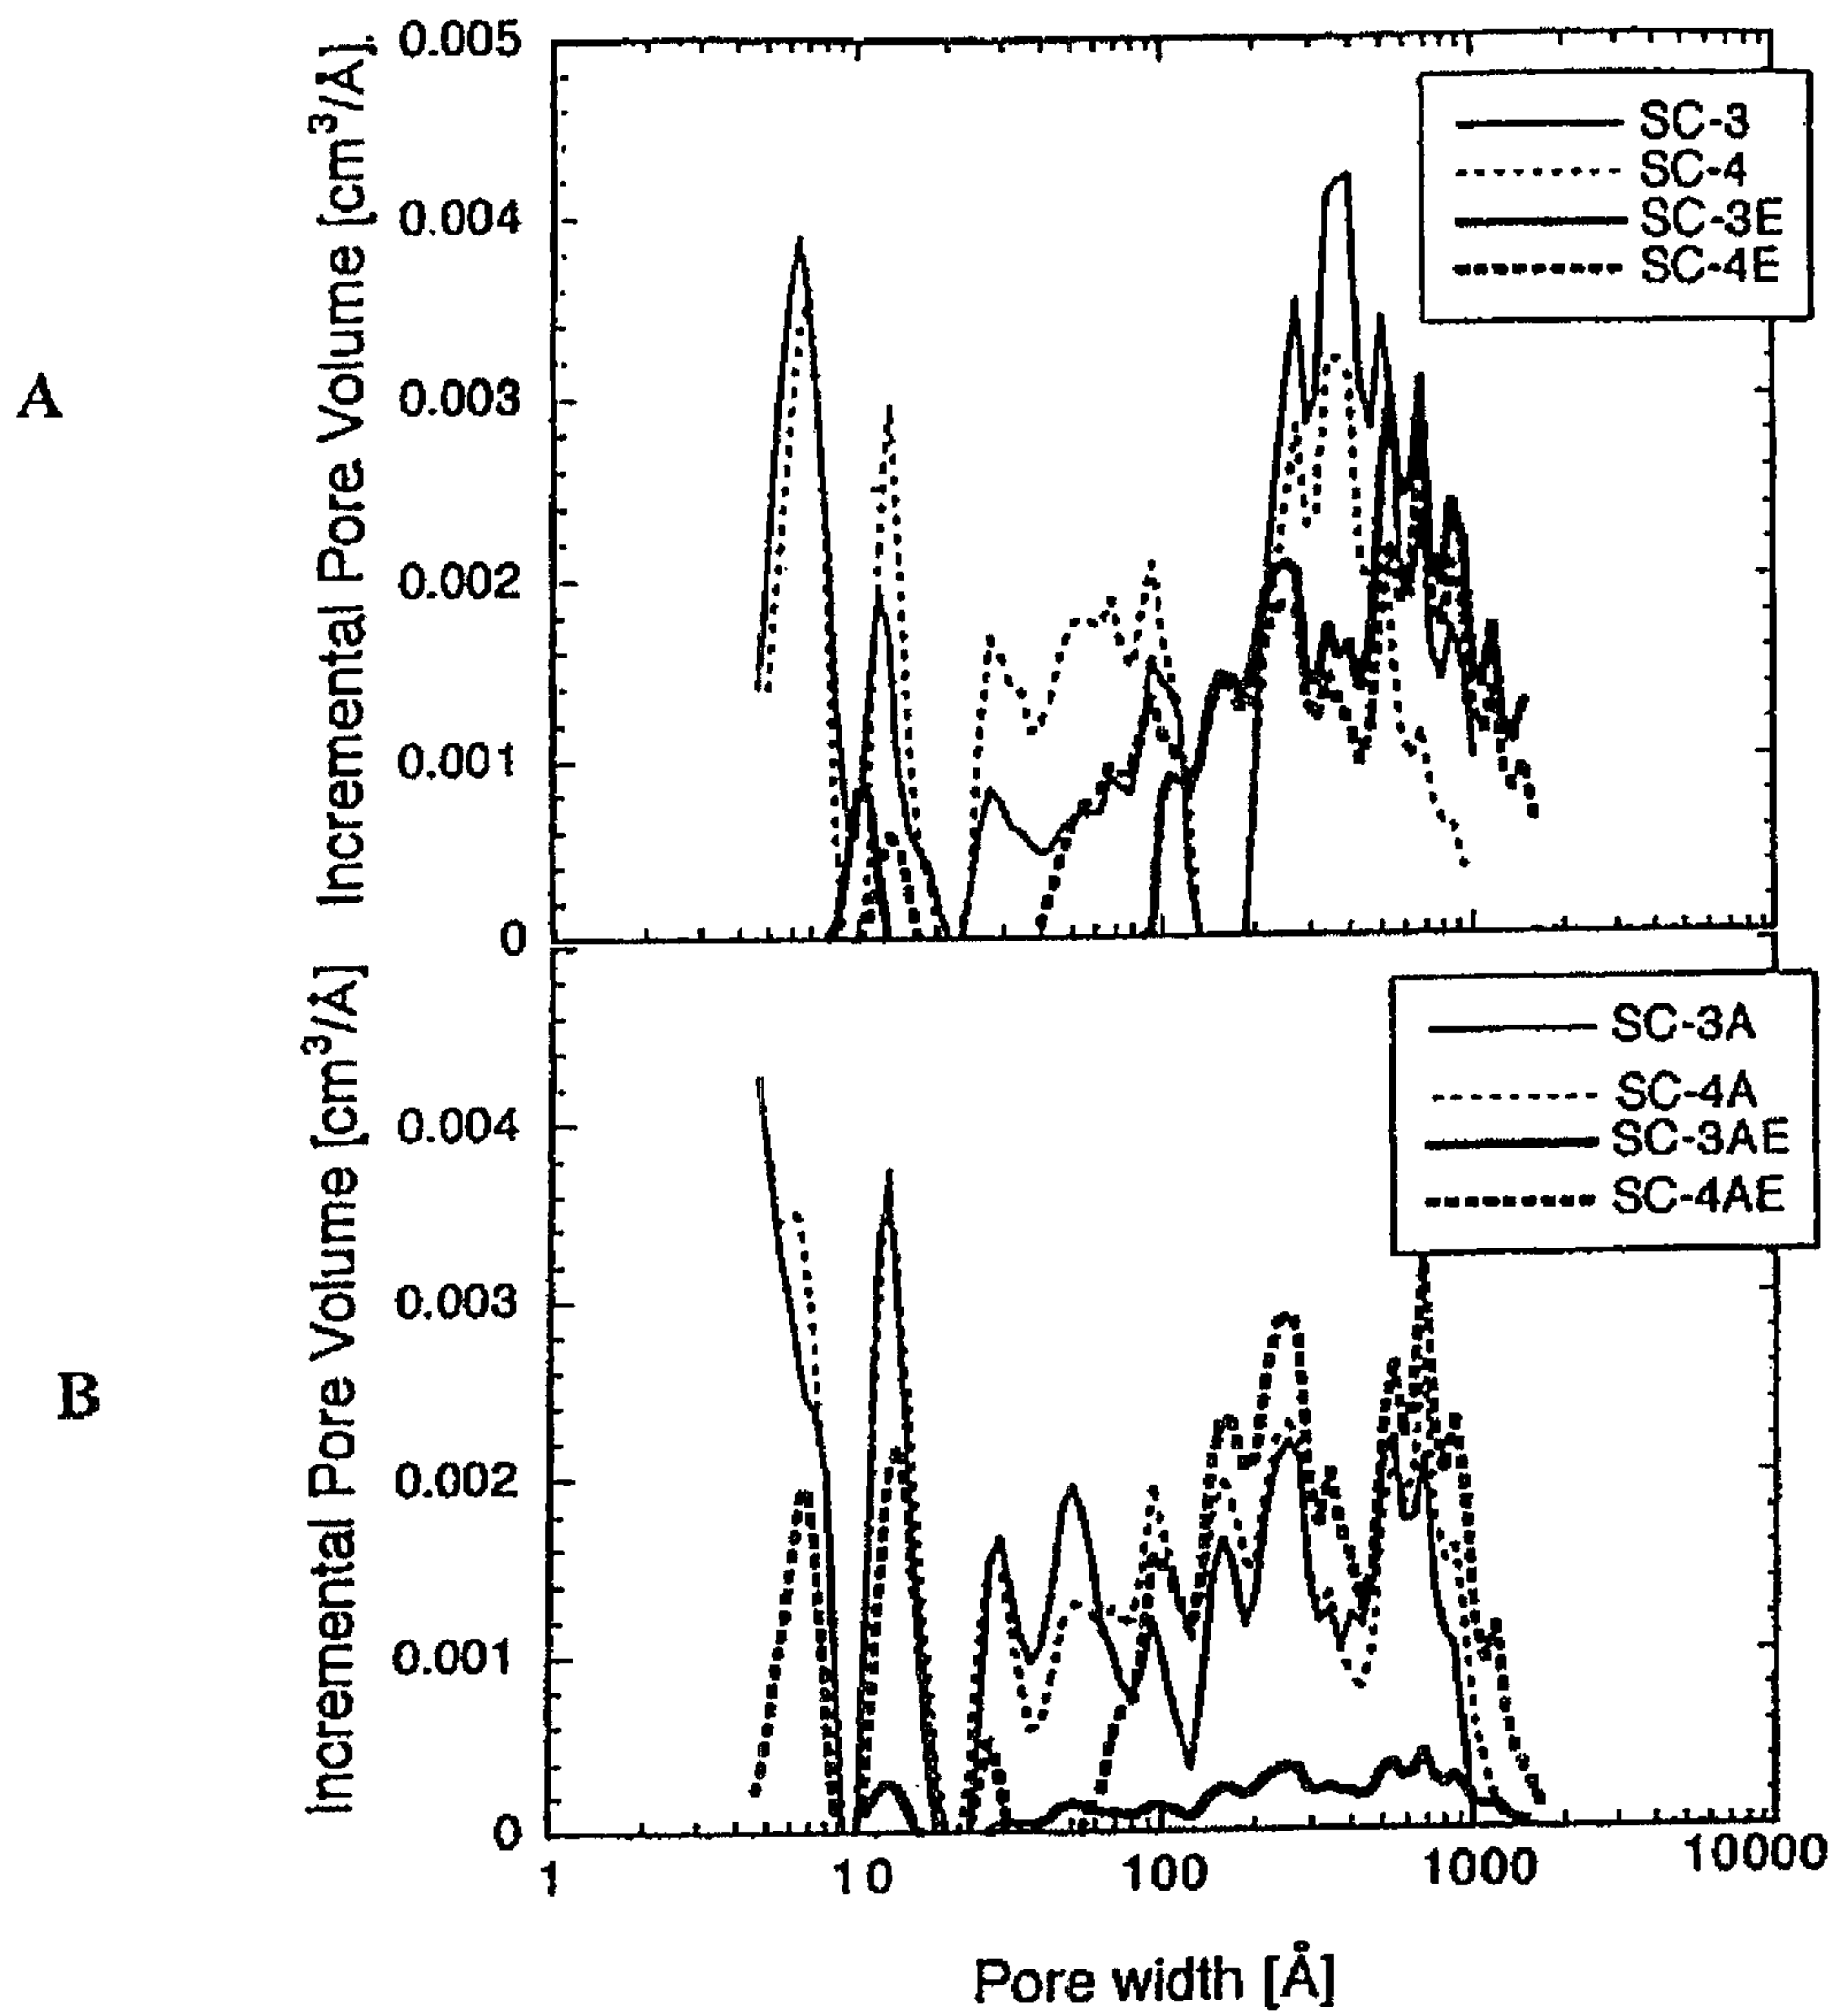 A
Incremental Pore Volume [cm³/Å].
0.005
0.004
0.003
0.002
0.001
0
SC-3
SC-4
SC-3E
SC-4E
B
Incremental Pore Volume [cm³/Å]
0.004
0.003
0.002
0.001
0
SC-3A
SC-4A
SC-3AE
SC-4AE
1 10 100 1000 10000
Pore width [Å]